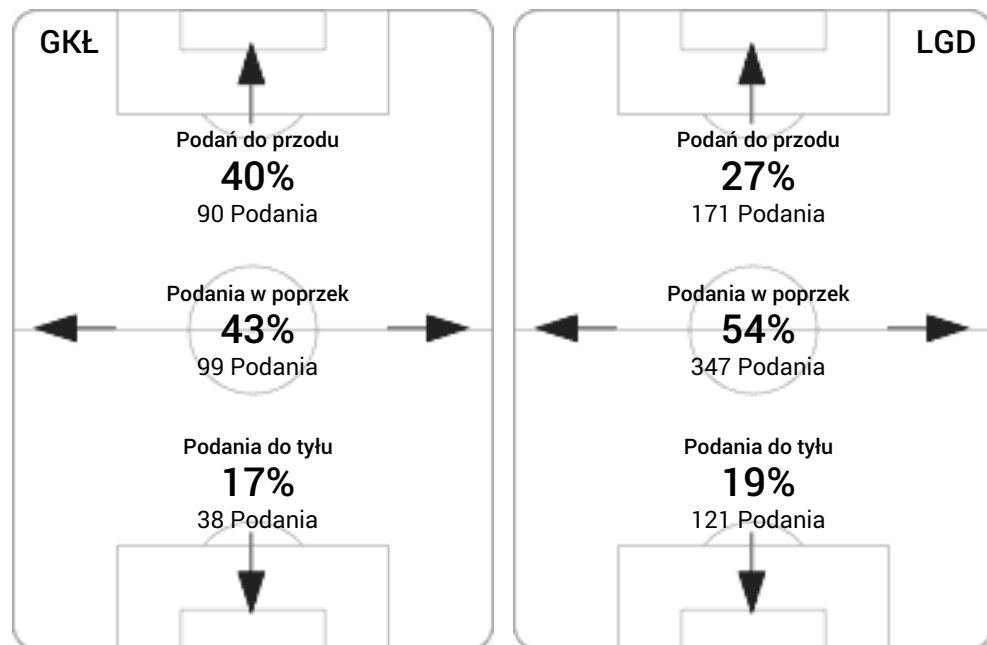 GKŁ
Podań do przodu
40%
90 Podania
Podania w poprzek
43%
99 Podania
Podania do tyłu
17%
38 Podania
LGD
Podań do przodu
27%
171 Podania
Podania w poprzek
54%
347 Podania
Podania do tyłu
19%
121 Podania